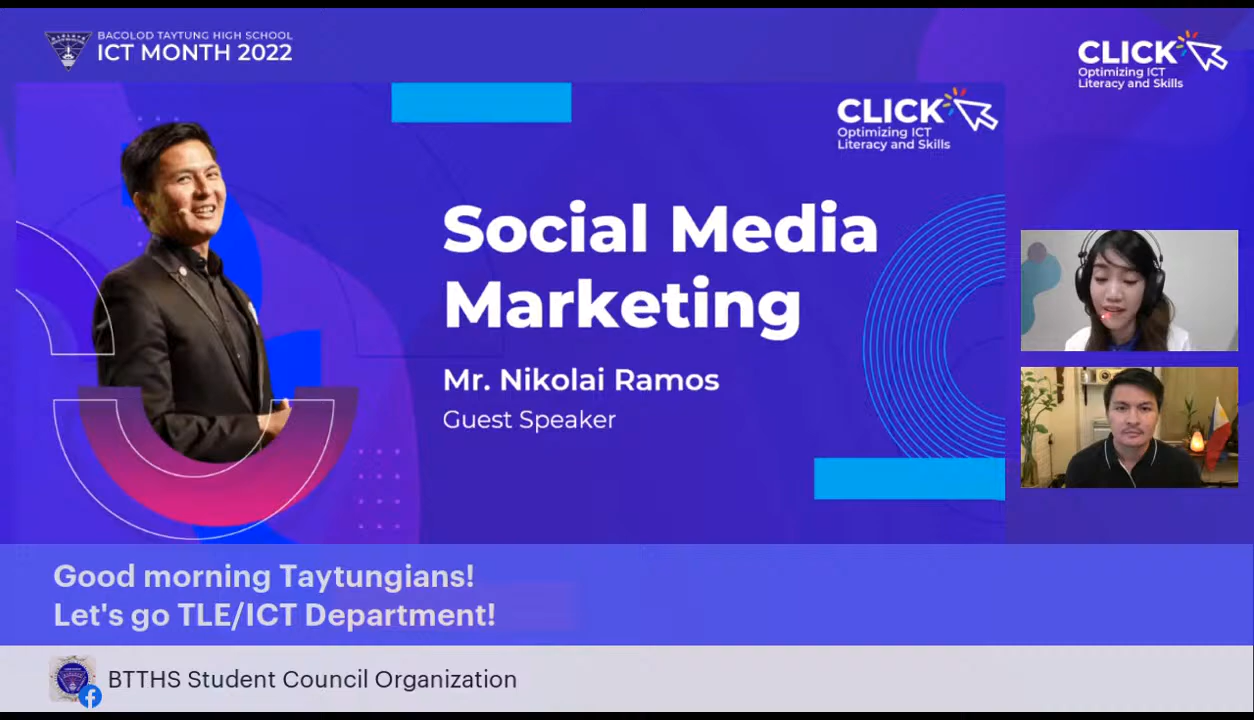 BACOLOD TAYTUNG HIGH SCHOOL
ICT MONTH 2022
CLICK
Optimizing ICT
Literacy and Skills
CLICK
Optimizing ICT
Literacy and Skills
Social Media
Marketing
Mr. Nikolai Ramos
Guest Speaker
Good morning Taytungians!
Let's go TLE/ICT Department!
BTTHS Student Council Organization